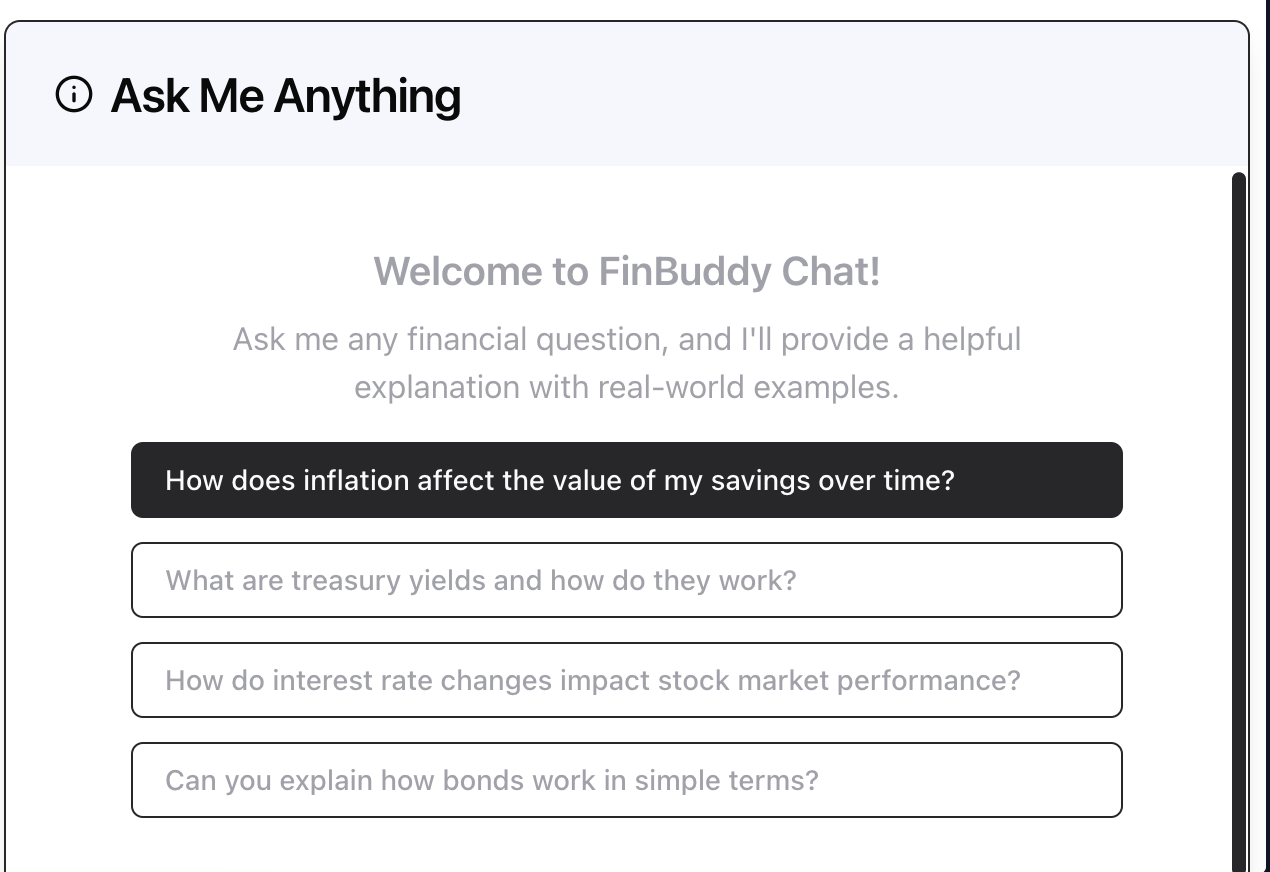 Ask Me Anything
Welcome to FinBuddy Chat!
Ask me any financial question, and I'll provide a helpful
explanation with real-world examples.
How does inflation affect the value of my savings over time?
What are treasury yields and how do they work?
How do interest rate changes impact stock market performance?
Can you explain how bonds work in simple terms?